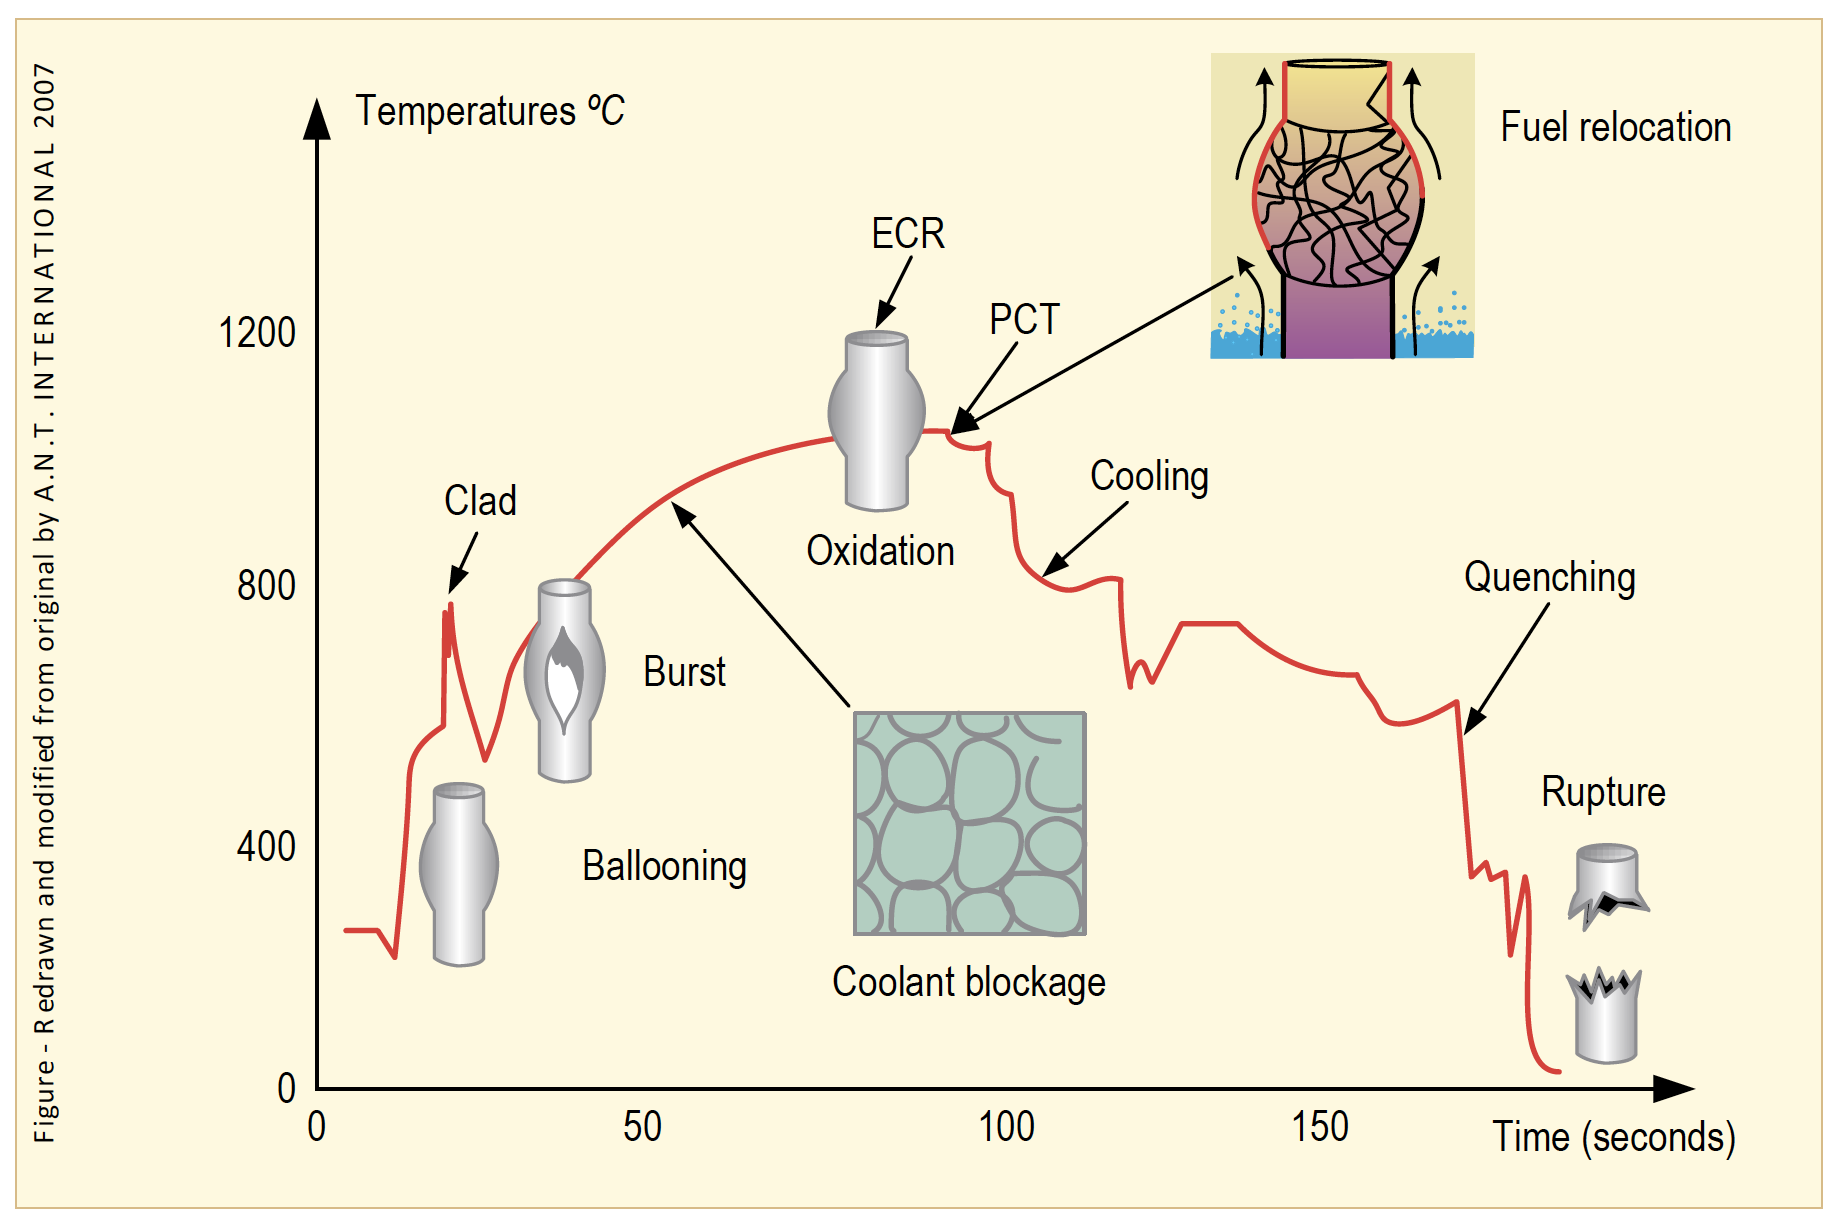 Figure - Redrawn and modified from original by A.N.T. INTERNATIONAL 2007
Temperatures ºC
Fuel relocation
ECR
PCT
1200
Cooling
Clad
Oxidation
800
Quenching
Burst
Rupture
400
Ballooning
Coolant blockage
0
0
50
100
150
Time (seconds)